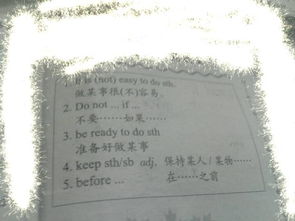 1. It is (not) easy to do sth.
做某事很(不)容易。
2. Do not ... if ...
不要……如果……
3. be ready to do sth
准备好做某事
4. keep sth/sb adj. 保持某人/某物……
5. before ... 在……之前